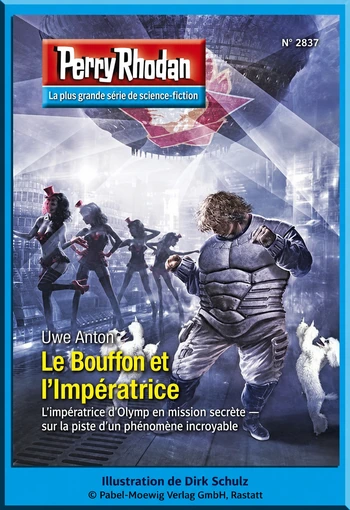 N° 2837
Perry Rhodan
La plus grande série de science-fiction
Uwe Anton
Le Bouffon et
l'Impératrice
L'impératrice d'Olymp en mission secrète —
sur la piste d'un phénomène incroyable
Illustration de Dirk Schulz
© Pabel-Moewig Verlag GmbH, Rastatt